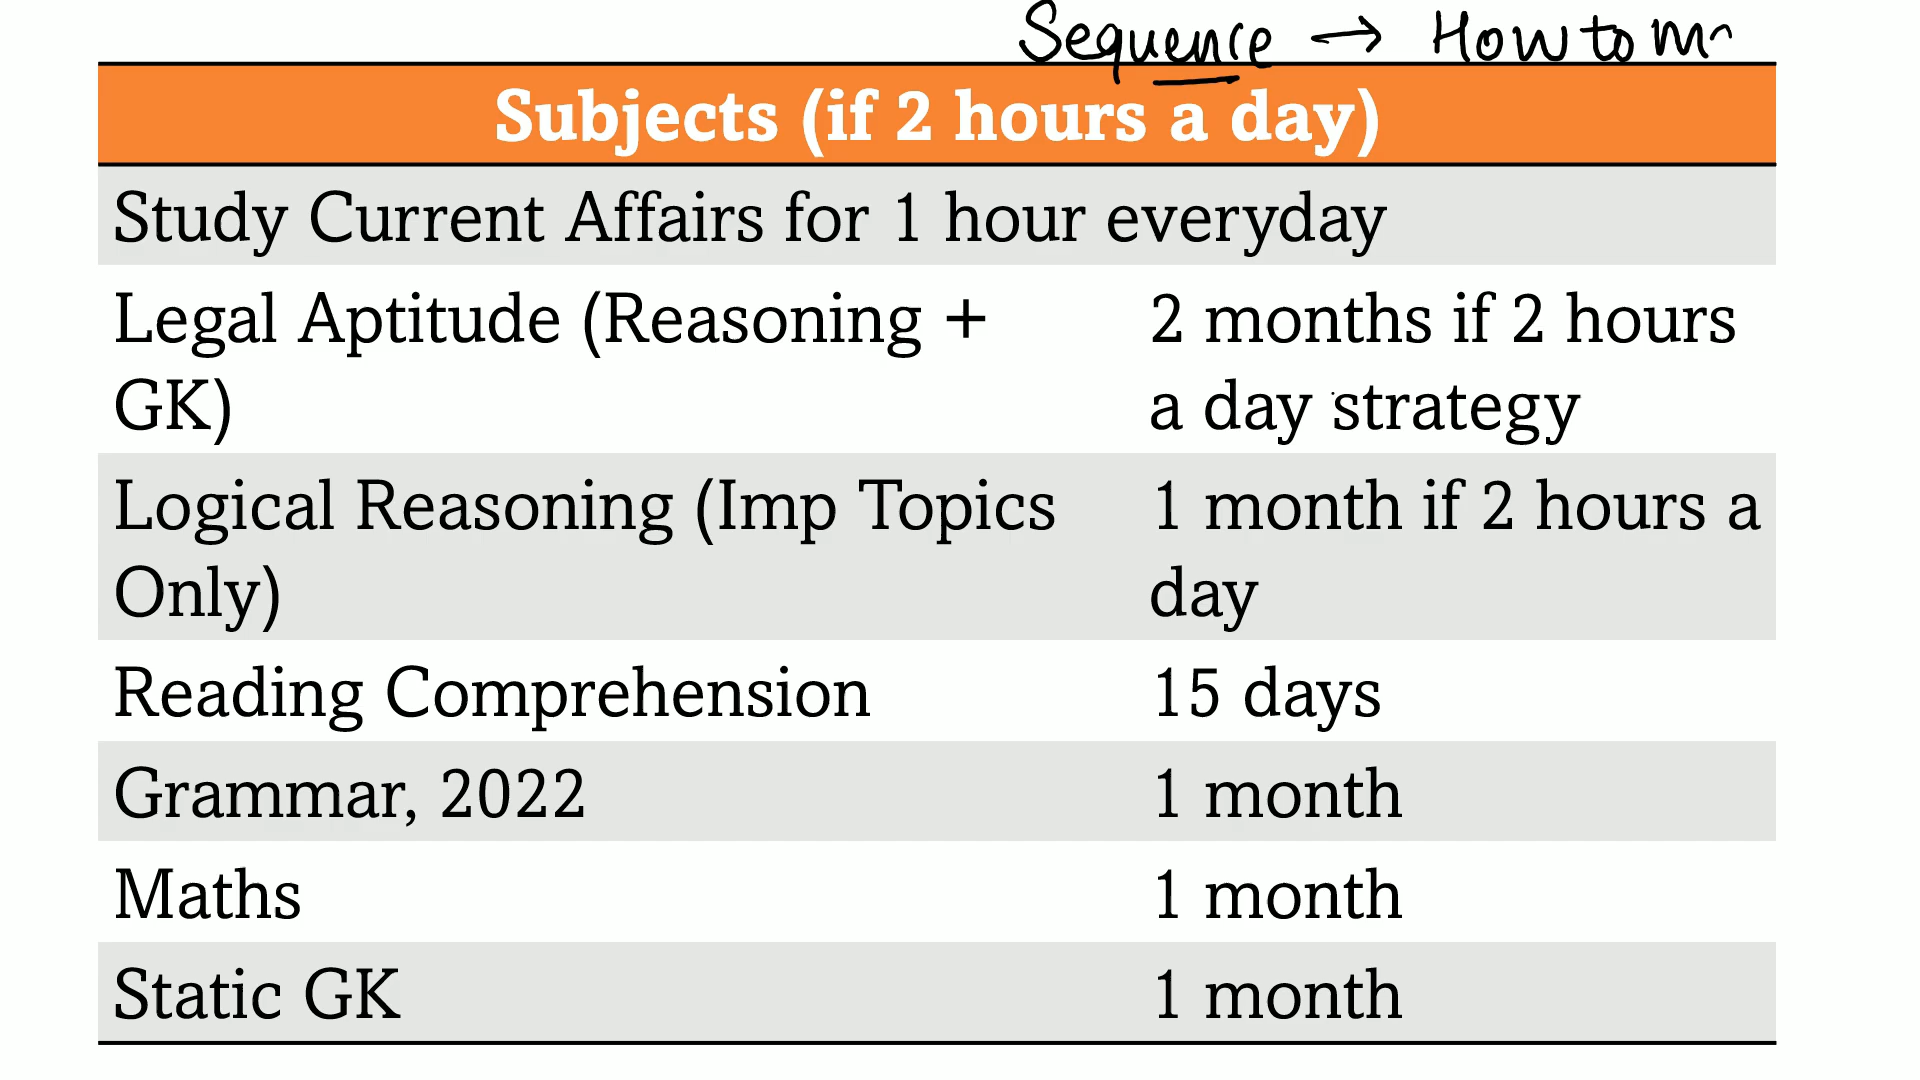 Sequence → How to
Subjects (if 2 hours a day)
Study Current Affairs for 1 hour everyday
Legal Aptitude (Reasoning +
GK)
2 months if 2 hours
a day strategy
Logical Reasoning (Imp Topics
Only)
1 month if 2 hours a
day
Reading Comprehension
15 days
Grammar, 2022
1 month
Maths
1 month
Static GK
1 month